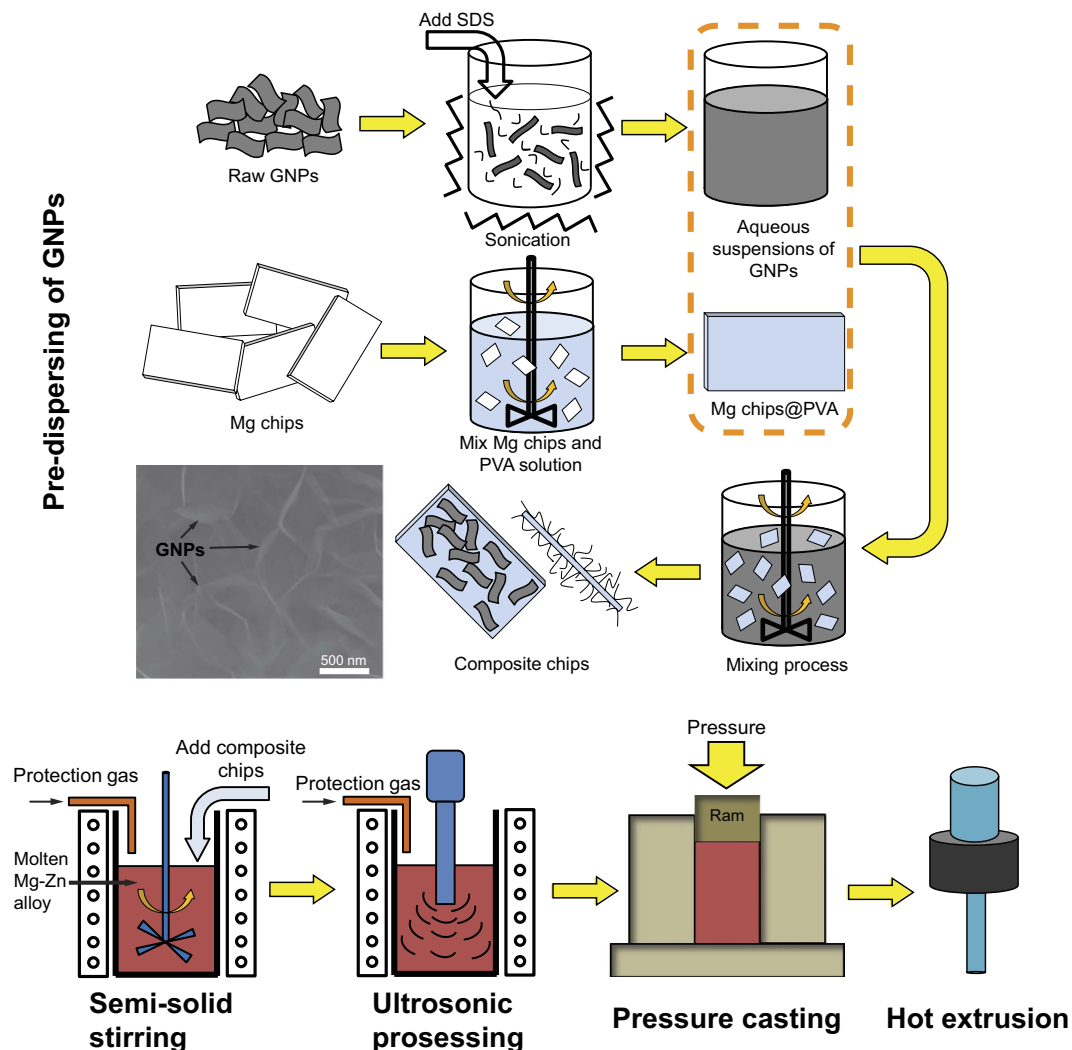 Add SDS
Raw GNPs
Sonication
Aqueous
suspensions of
GNPs
Pre-dispersing of GNPs
Mg chips
Mix Mg chips and
PVA solution
Mg chips@PVA
GNPs
500 nm
Composite chips
Mixing process
Protection gas
Add composite
chips
Molten
Mg-Zn
alloy
Protection gas
Pressure
Ram
Semi-solid
stirring
Ultrosonic
prosessing
Pressure casting
Hot extrusion